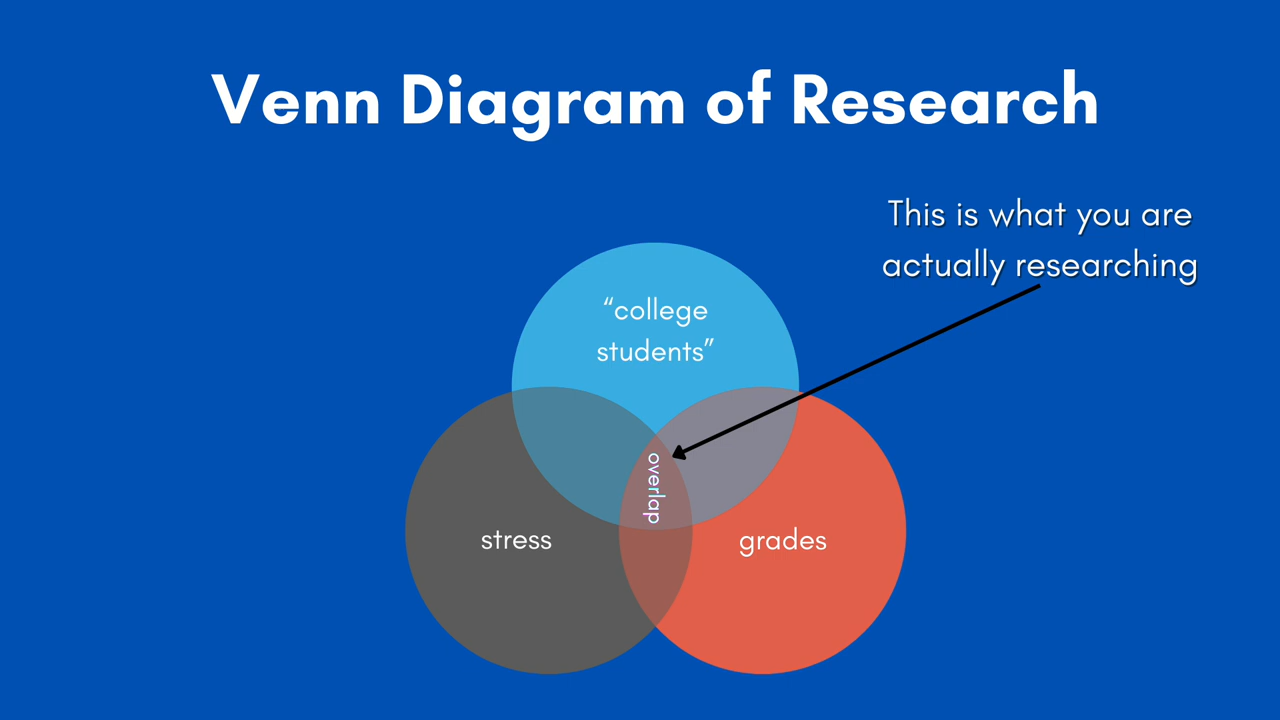 Venn Diagram of Research
This is what you are
actually researching
“college
students”
overlap
stress
grades